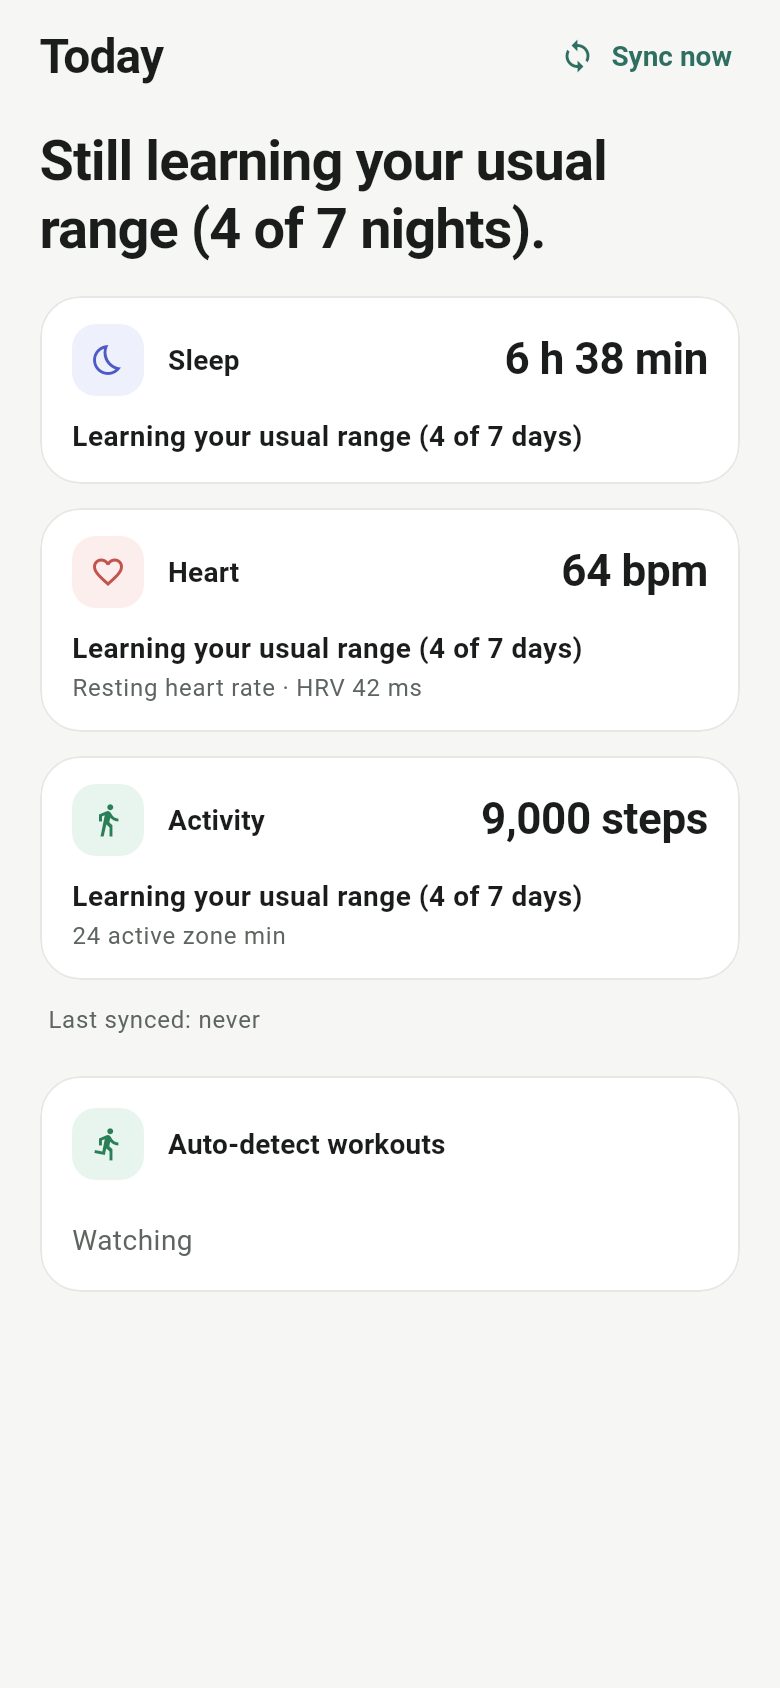 Today
Sync now
Still learning your usual
range (4 of 7 nights).
Sleep
6 h 38 min
Learning your usual range (4 of 7 days)
Heart
64 bpm
Learning your usual range (4 of 7 days)
Resting heart rate · HRV 42 ms
Activity
9,000 steps
Learning your usual range (4 of 7 days)
24 active zone min
Last synced: never
Auto-detect workouts
Watching